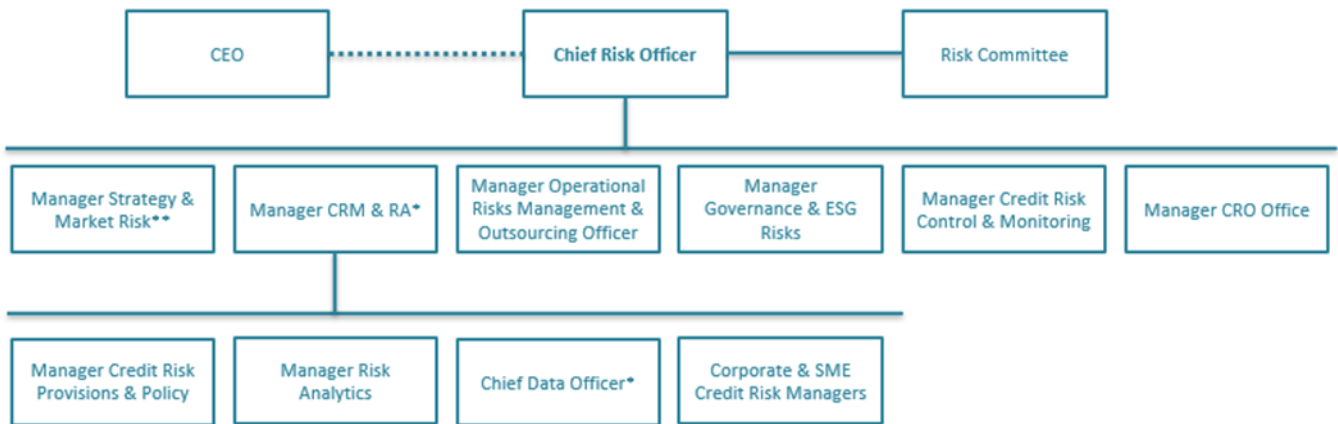 CEO
Chief Risk Officer
Risk Committee
Manager Strategy &
Market Risk**
Manager CRM & RA*
Manager Operational
Risks Management &
Outsourcing Officer
Manager
Governance & ESG
Risks
Manager Credit Risk
Control & Monitoring
Manager CRO Office
Manager Credit Risk
Provisions & Policy
Manager Risk
Analytics
Chief Data Officer*
Corporate & SME
Credit Risk Managers